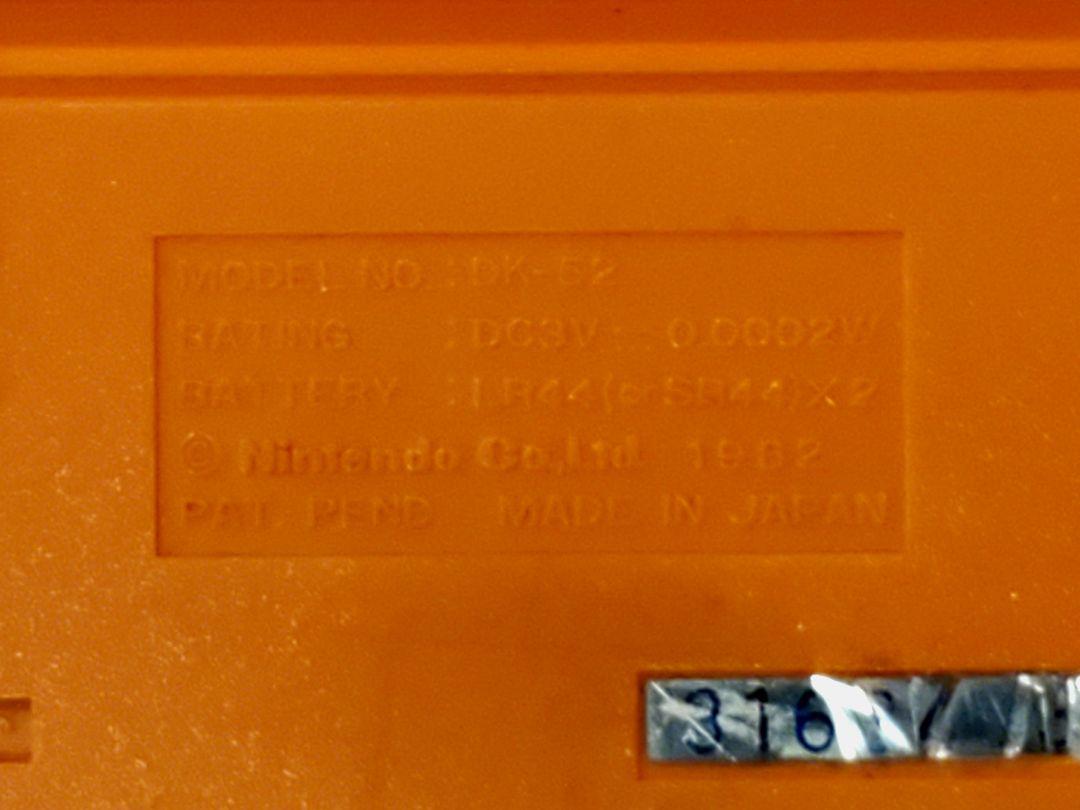 MODEL NO. :DK-52
RATING :DC3V⎓ 0.0002W
BATTERY :LR44(or SR44)X2
© Nintendo Co.,Ltd. 1982
PAT. PEND MADE IN JAPAN